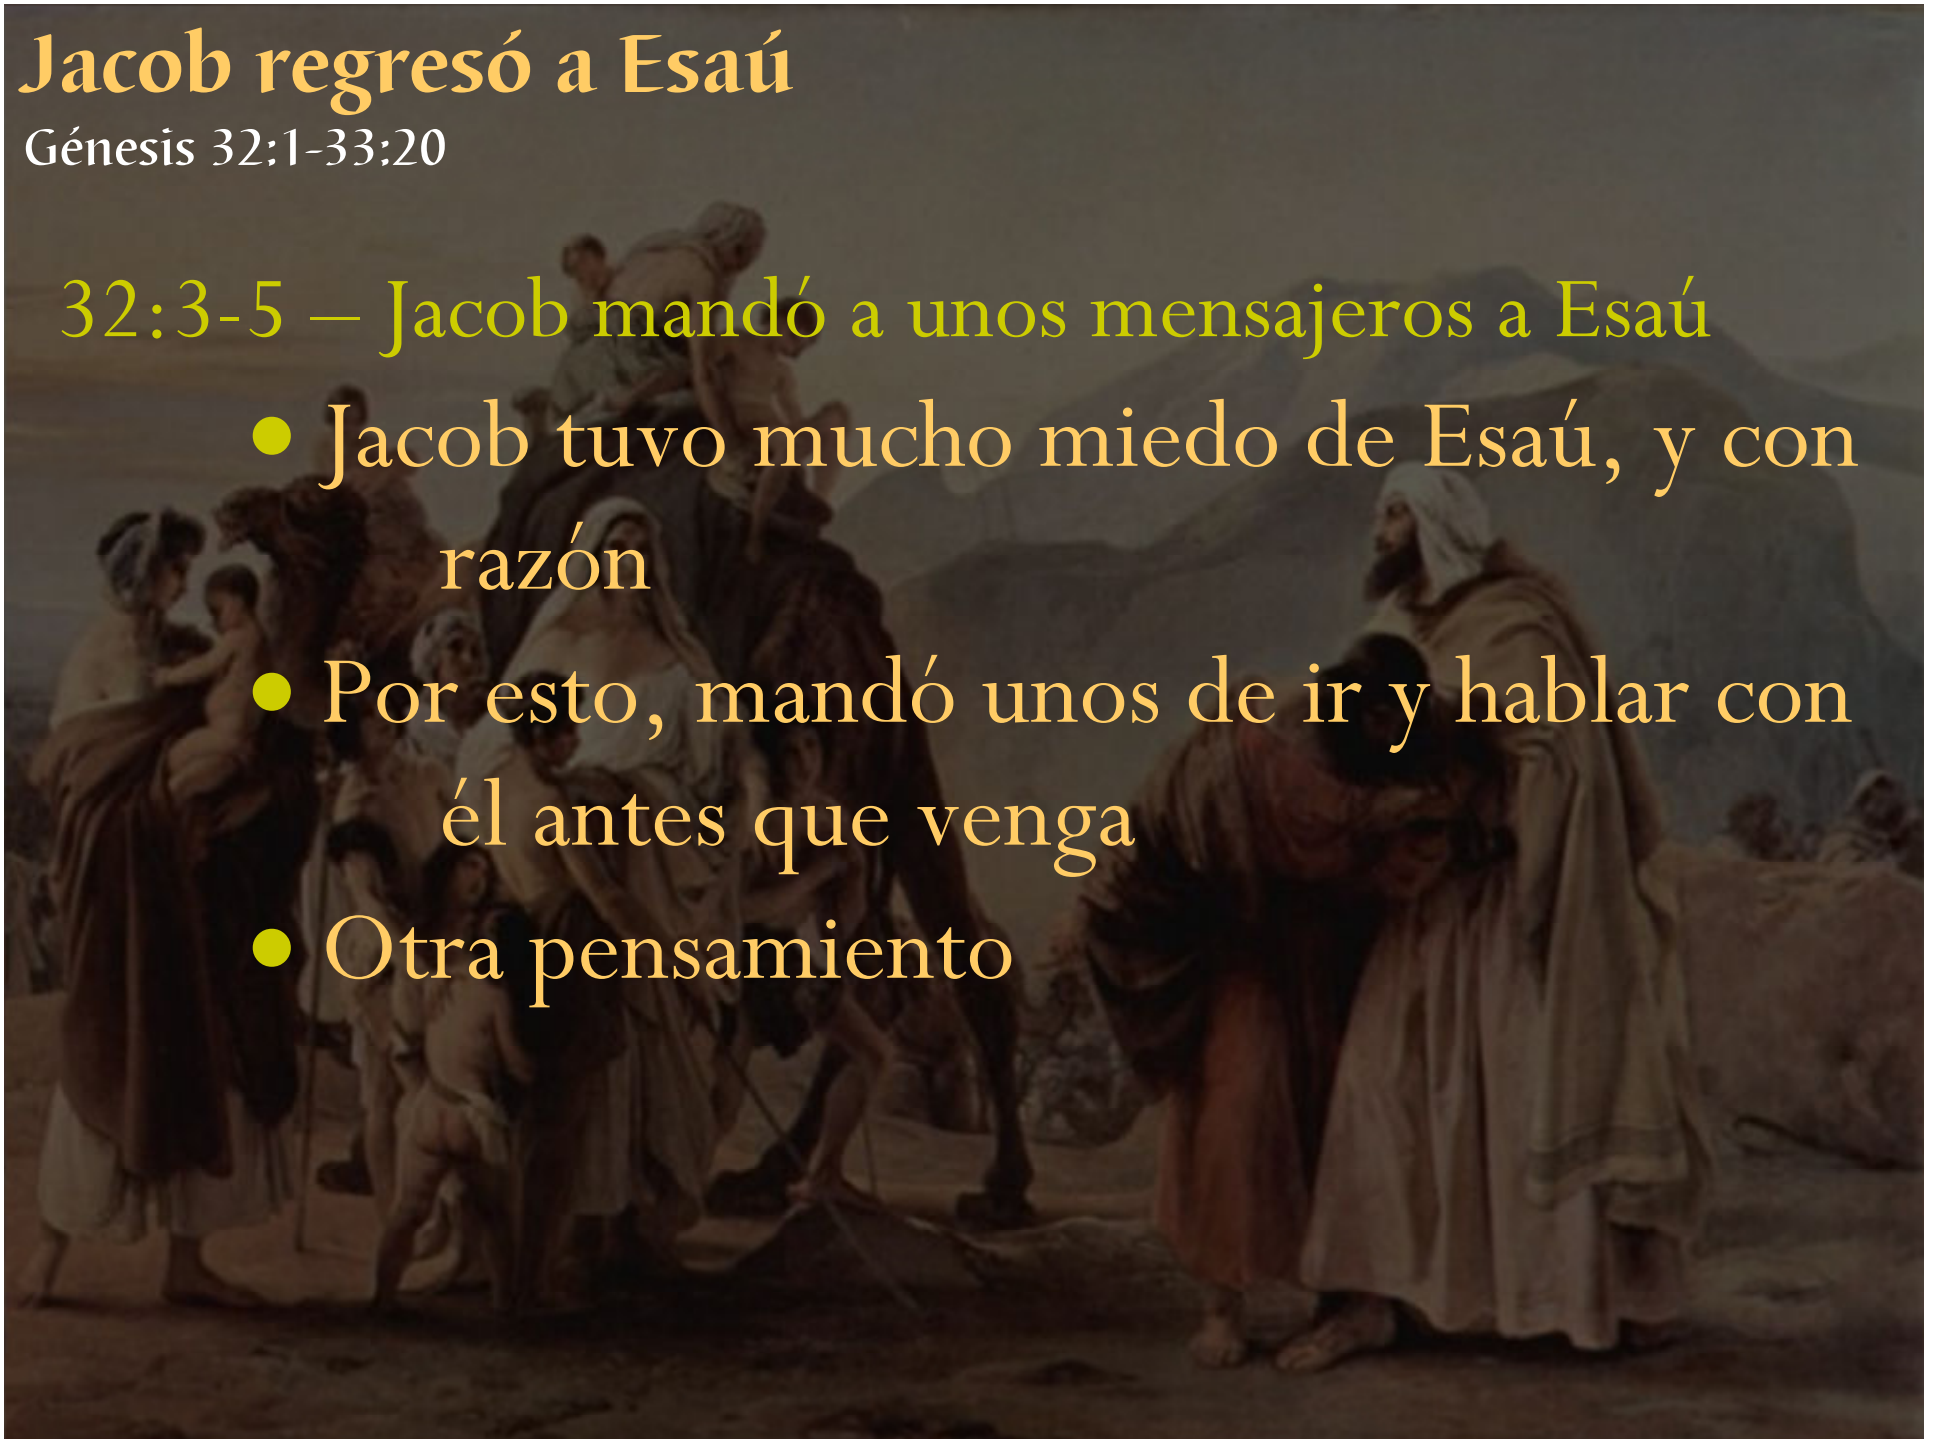 Jacob regresó a Esaú
Génesis 32:1-33:20
32:3-5 – Jacob mandó a unos mensajeros a Esaú
• Jacob tuvo mucho miedo de Esaú, y con
razón
• Por esto, mandó unos de ir y hablar con
él antes que venga
• Otra pensamiento